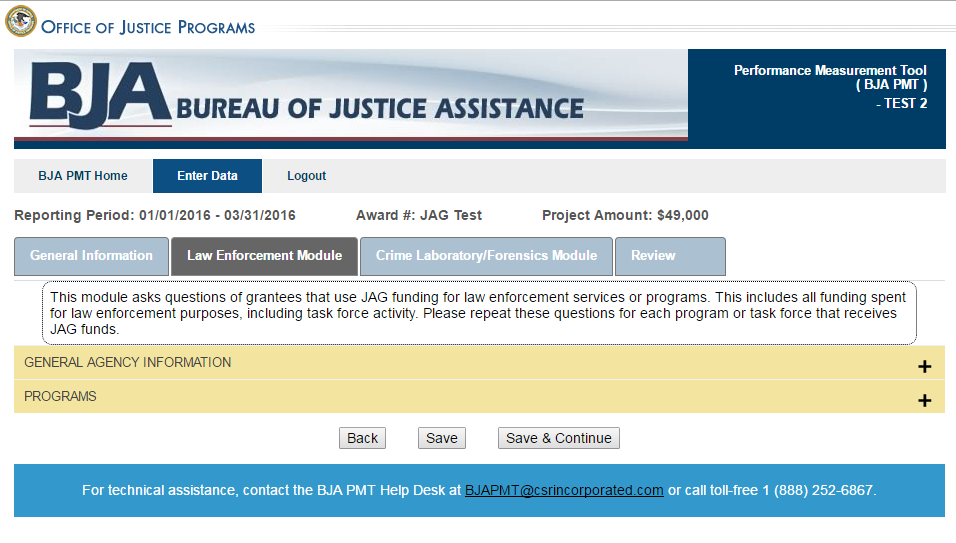 OFFICE OF JUSTICE PROGRAMS
BJA BUREAU OF JUSTICE ASSISTANCE
Performance Measurement Tool
( BJA PMT )
- TEST 2
BJA PMT Home Enter Data Logout
Reporting Period: 01/01/2016 - 03/31/2016 Award #: JAG Test Project Amount: $49,000
General Information Law Enforcement Module Crime Laboratory/Forensics Module Review
This module asks questions of grantees that use JAG funding for law enforcement services or programs. This includes all funding spent
for law enforcement purposes, including task force activity. Please repeat these questions for each program or task force that receives
JAG funds.
GENERAL AGENCY INFORMATION +
PROGRAMS +
Back Save Save & Continue
For technical assistance, contact the BJA PMT Help Desk at BJAPMT@csrincorporated.com or call toll-free 1 (888) 252-6867.